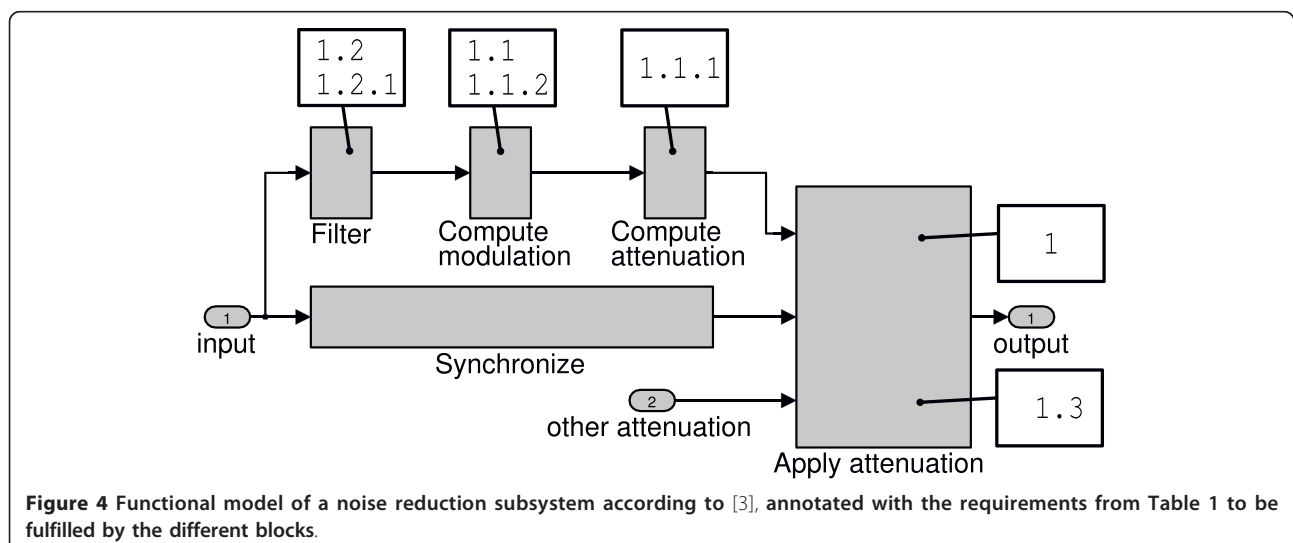 1.2
1.2.1
1.1
1.1.2
1.1.1
Filter
Compute
modulation
Compute
attenuation
1
1
input
Synchronize
1
output
2
other attenuation
1.3
Apply attenuation
Figure 4 Functional model of a noise reduction subsystem according to [3], annotated with the requirements from Table 1 to be
fulfilled by the different blocks.